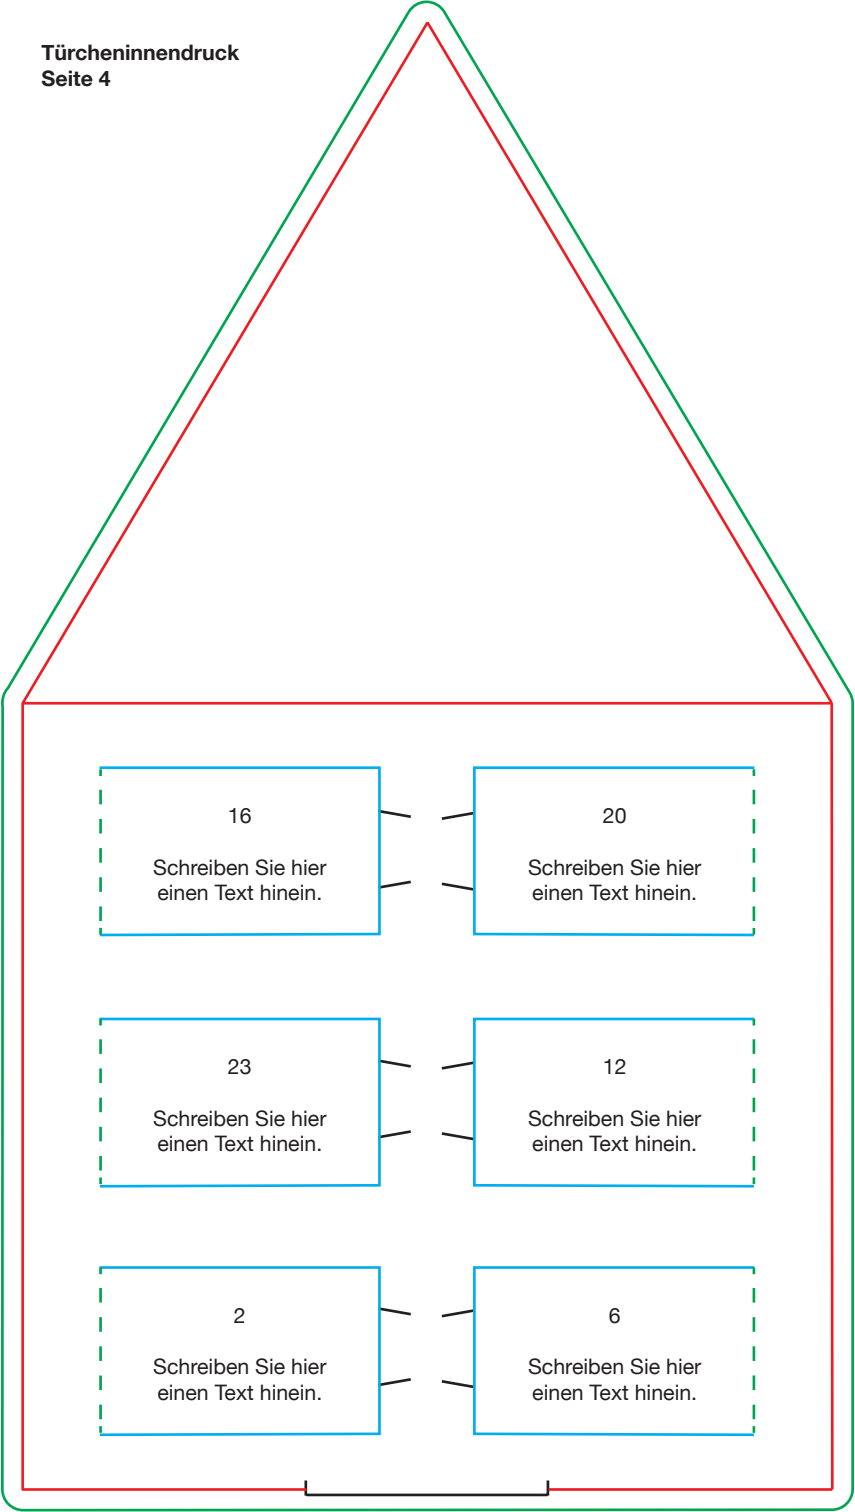 Türcheninnendruck
Seite 4
16
Schreiben Sie hier
einen Text hinein.
20
Schreiben Sie hier
einen Text hinein.
23
Schreiben Sie hier
einen Text hinein.
12
Schreiben Sie hier
einen Text hinein.
2
Schreiben Sie hier
einen Text hinein.
6
Schreiben Sie hier
einen Text hinein.